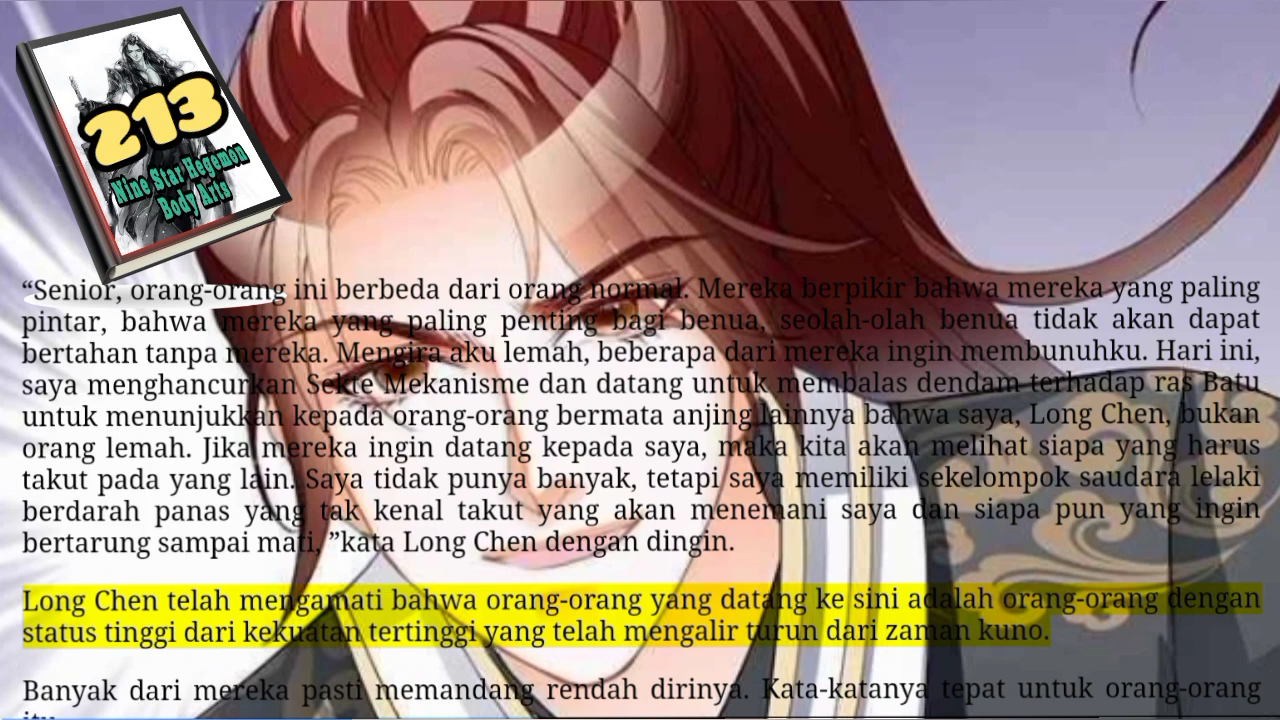 213
Nine Star Hegemon
Body Arts
“Senior, orang-orang ini berbeda dari orang normal. Mereka berpikir bahwa mereka yang paling
pintar, bahwa mereka yang paling penting bagi benua, seolah-olah benua tidak akan dapat
bertahan tanpa mereka. Mengira aku lemah, beberapa dari mereka ingin membunuhku. Hari ini,
saya menghancurkan Sekte Mekanisme dan datang untuk membalas dendam terhadap ras Batu
untuk menunjukkan kepada orang-orang bermata anjing lainnya bahwa saya, Long Chen, bukan
orang lemah. Jika mereka ingin datang kepada saya, maka kita akan melihat siapa yang harus
takut pada yang lain. Saya tidak punya banyak, tetapi saya memiliki sekelompok saudara lelaki
berdarah panas yang tak kenal takut yang akan menemani saya dan siapa pun yang ingin
bertarung sampai mati, ”kata Long Chen dengan dingin.
Long Chen telah mengamati bahwa orang-orang yang datang ke sini adalah orang-orang dengan
status tinggi dari kekuatan tertinggi yang telah mengalir turun dari zaman kuno.
Banyak dari mereka pasti memandang rendah dirinya. Kata-katanya tepat untuk orang-orang